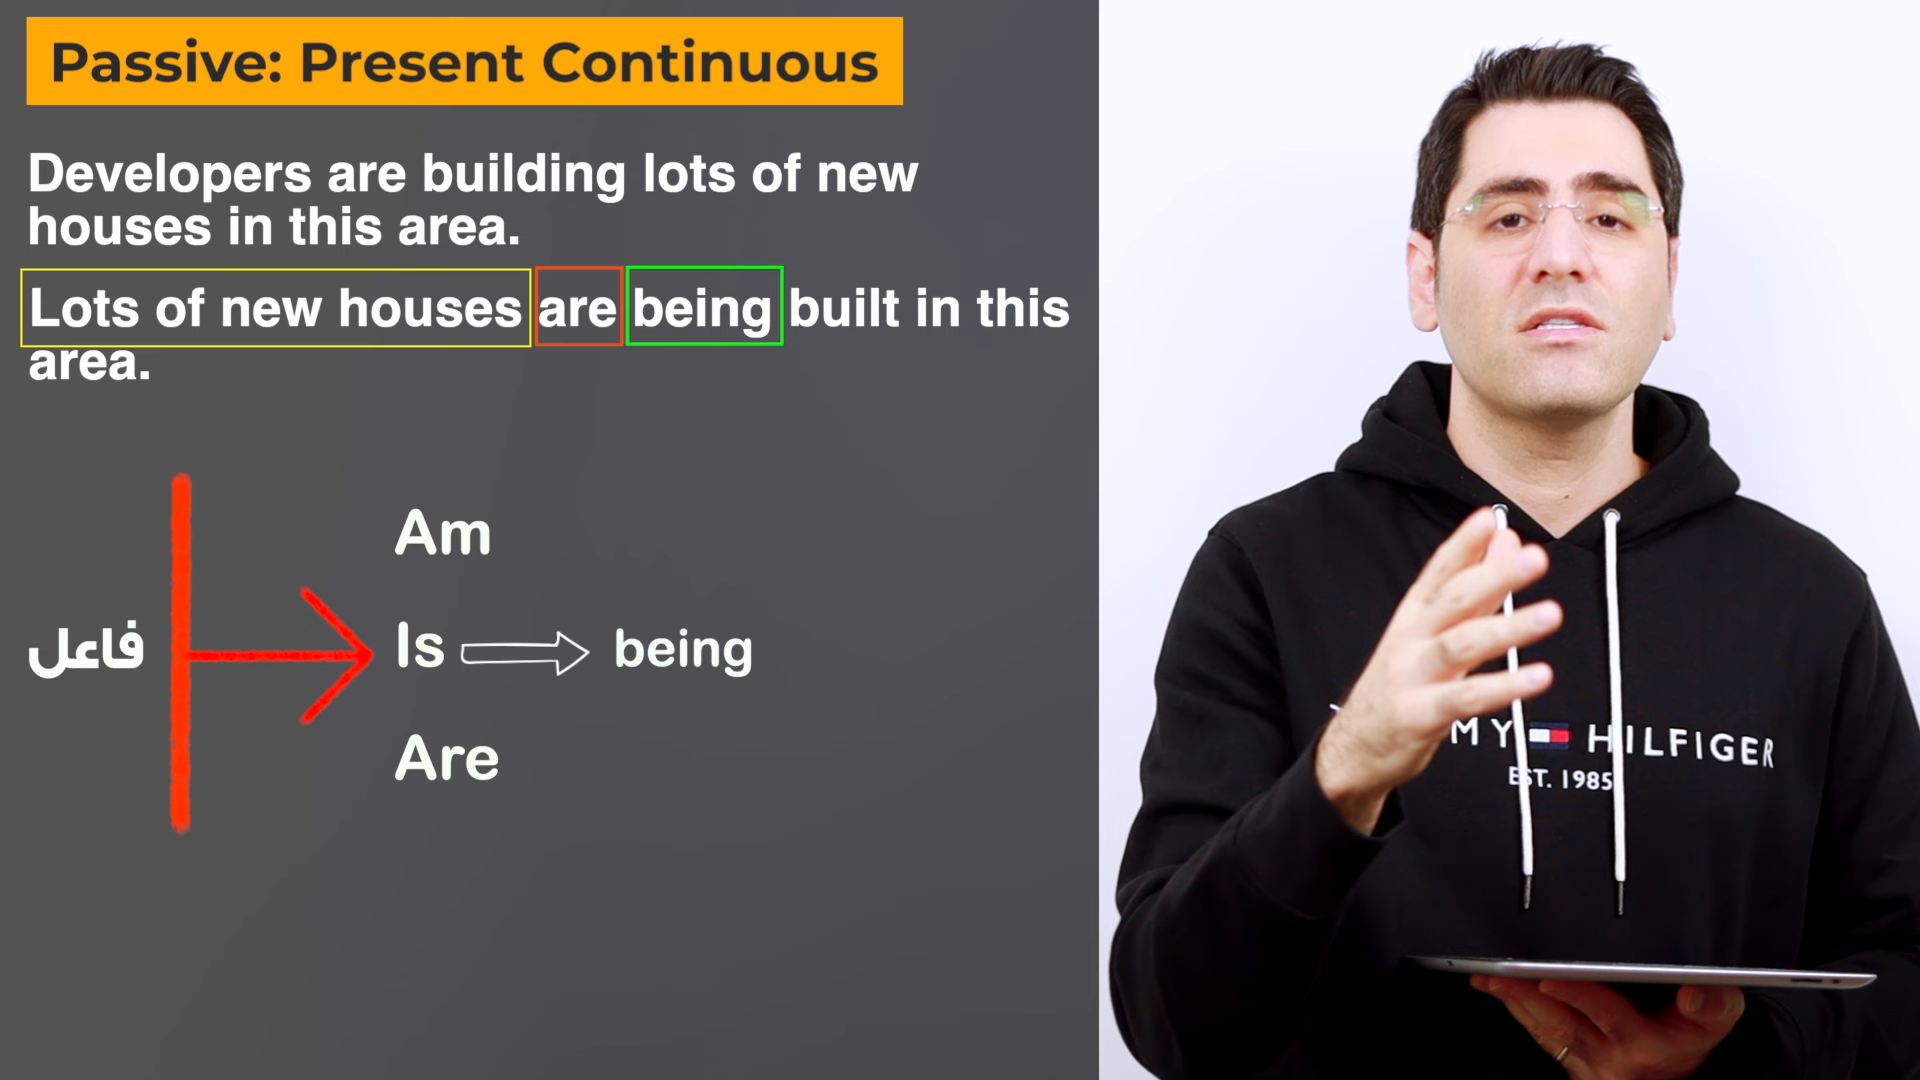 Passive: Present Continuous
Developers are building lots of new
houses in this area.
Lots of new houses are being built in this
area.
Am
فاعل
Is
being
Are
MY HILFIGER
EST. 1985